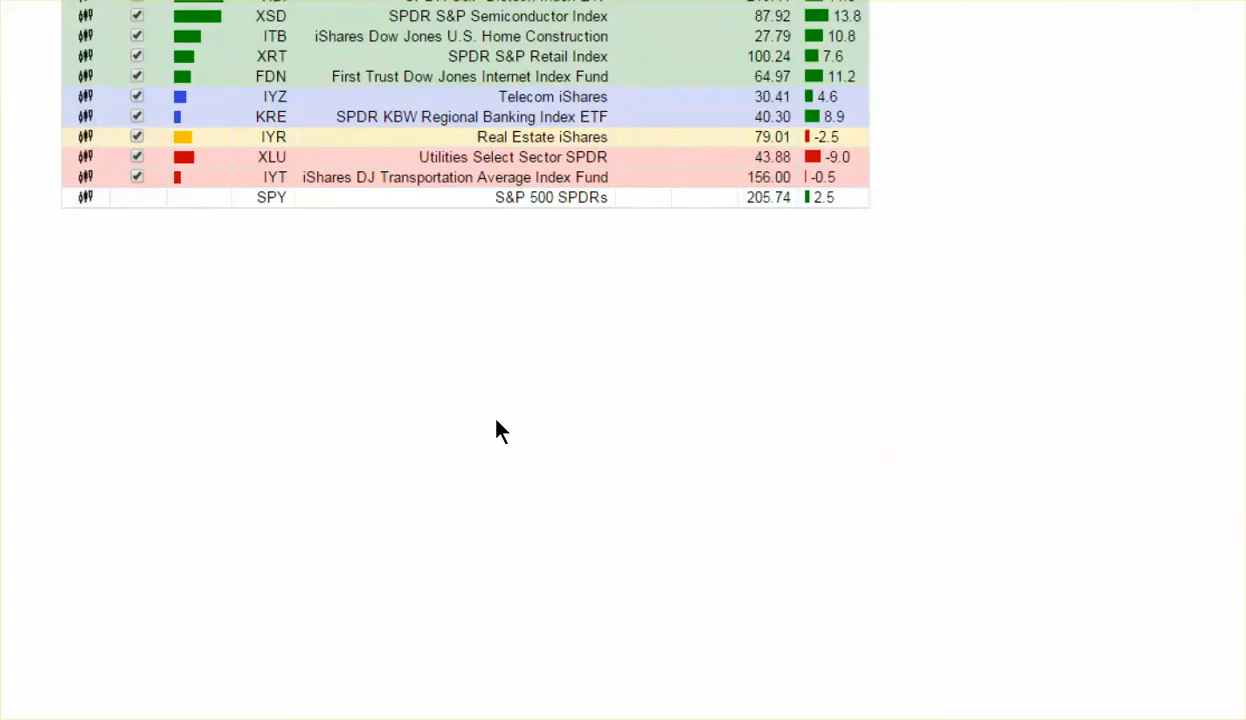 XSD SPDR S&P Semiconductor Index 87.92 13.8
ITB iShares Dow Jones U.S. Home Construction 27.79 10.8
XRT SPDR S&P Retail Index 100.24 7.6
FDN First Trust Dow Jones Internet Index Fund 64.97 11.2
IYZ Telecom iShares 30.41 4.6
KRE SPDR KBW Regional Banking Index ETF 40.30 8.9
IYR Real Estate iShares 79.01 -2.5
XLU Utilities Select Sector SPDR 43.88 -9.0
IYT iShares DJ Transportation Average Index Fund 156.00 -0.5
SPY S&P 500 SPDRs 205.74 2.5